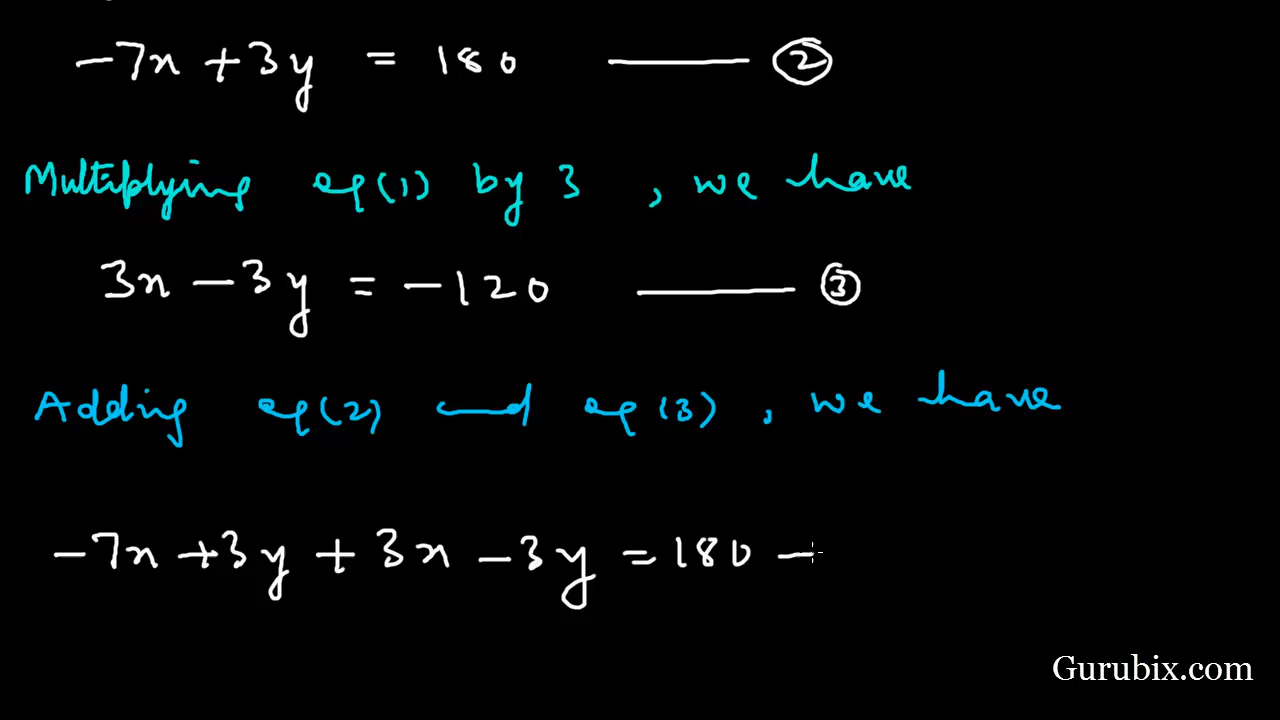 -7x + 3y = 180 —— ②
Multiplying eq(1) by 3, we have
3x - 3y = -120 —— ③
Adding eq(2) and eq(3), we have
-7x + 3y + 3x - 3y = 180 -
Gurubix.com